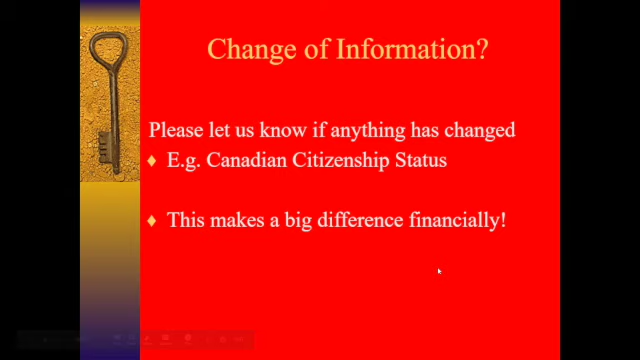 Change of Information?
Please let us know if anything has changed
E.g. Canadian Citizenship Status
This makes a big difference financially!